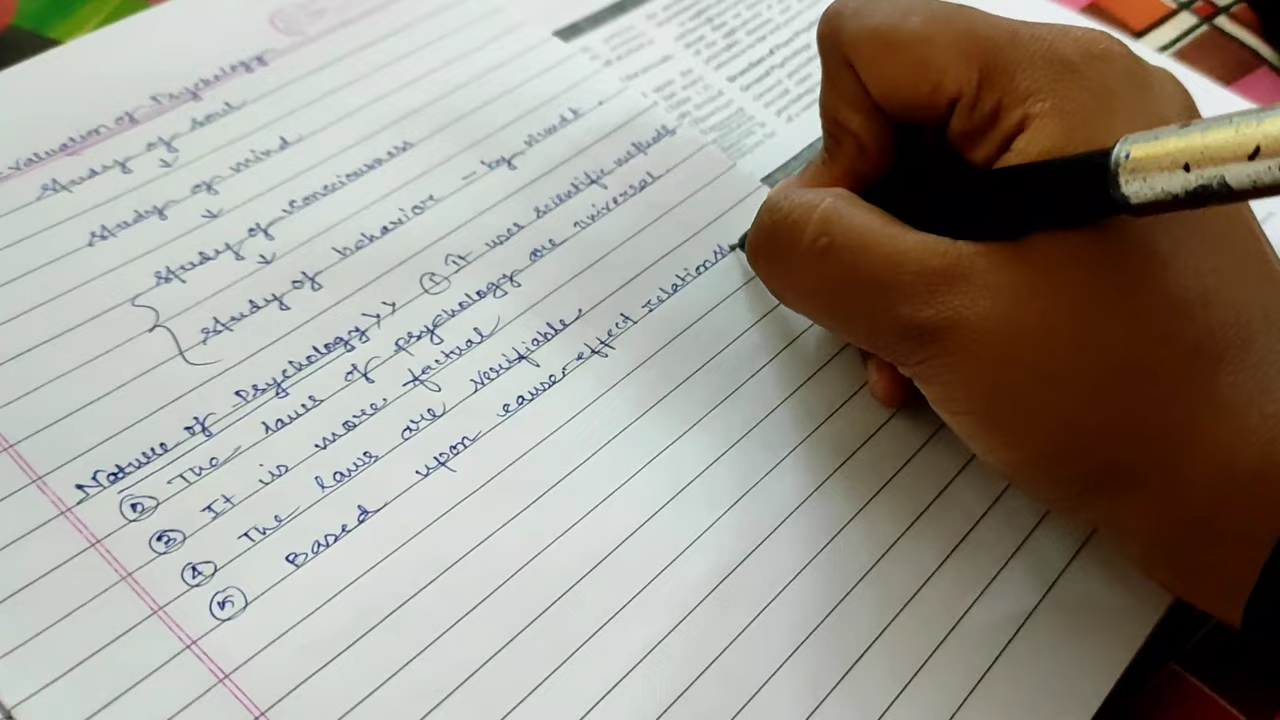 Evaluation of Psychology
Study of soul
↓
Study of mind
↓
Study of consciousness
↓
Study of behavior - by
Nature of Psychology >> ① It uses scientific methods
② The laws of psychology are universal.
③ It is more factual
④ The laws are verifiable.
⑤ Based upon cause-effect relationsh